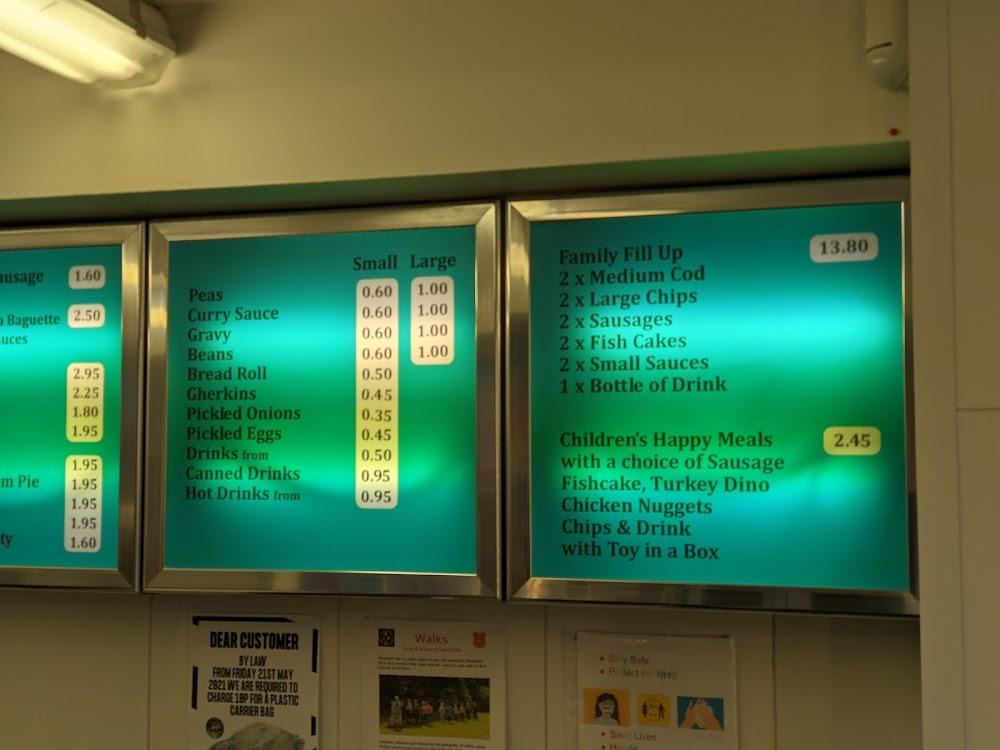 ausage 1.60
a Baguette 2.50
uces
2.95
2.25
1.80
1.95
1.95
m Pie 1.95
1.95
1.95
ty 1.60
Small Large
Peas 0.60 1.00
Curry Sauce 0.60 1.00
Gravy 0.60 1.00
Beans 0.60 1.00
Bread Roll 0.50
Gherkins 0.45
Pickled Onions 0.35
Pickled Eggs 0.45
Drinks from 0.50
Canned Drinks 0.95
Hot Drinks from 0.95
Family Fill Up 13.80
2 x Medium Cod
2 x Large Chips
2 x Sausages
2 x Fish Cakes
2 x Small Sauces
1 x Bottle of Drink
Children's Happy Meals 2.45
with a choice of Sausage
Fishcake, Turkey Dino
Chicken Nuggets
Chips & Drink
with Toy in a Box
DEAR CUSTOMER
BY LAW
FROM FRIDAY 21ST MAY
2021 WE ARE REQUIRED TO
CHARGE 10P FOR A PLASTIC
CARRIER BAG
Walks
• Stay Safe
• Protect the NHS
• Save Lives